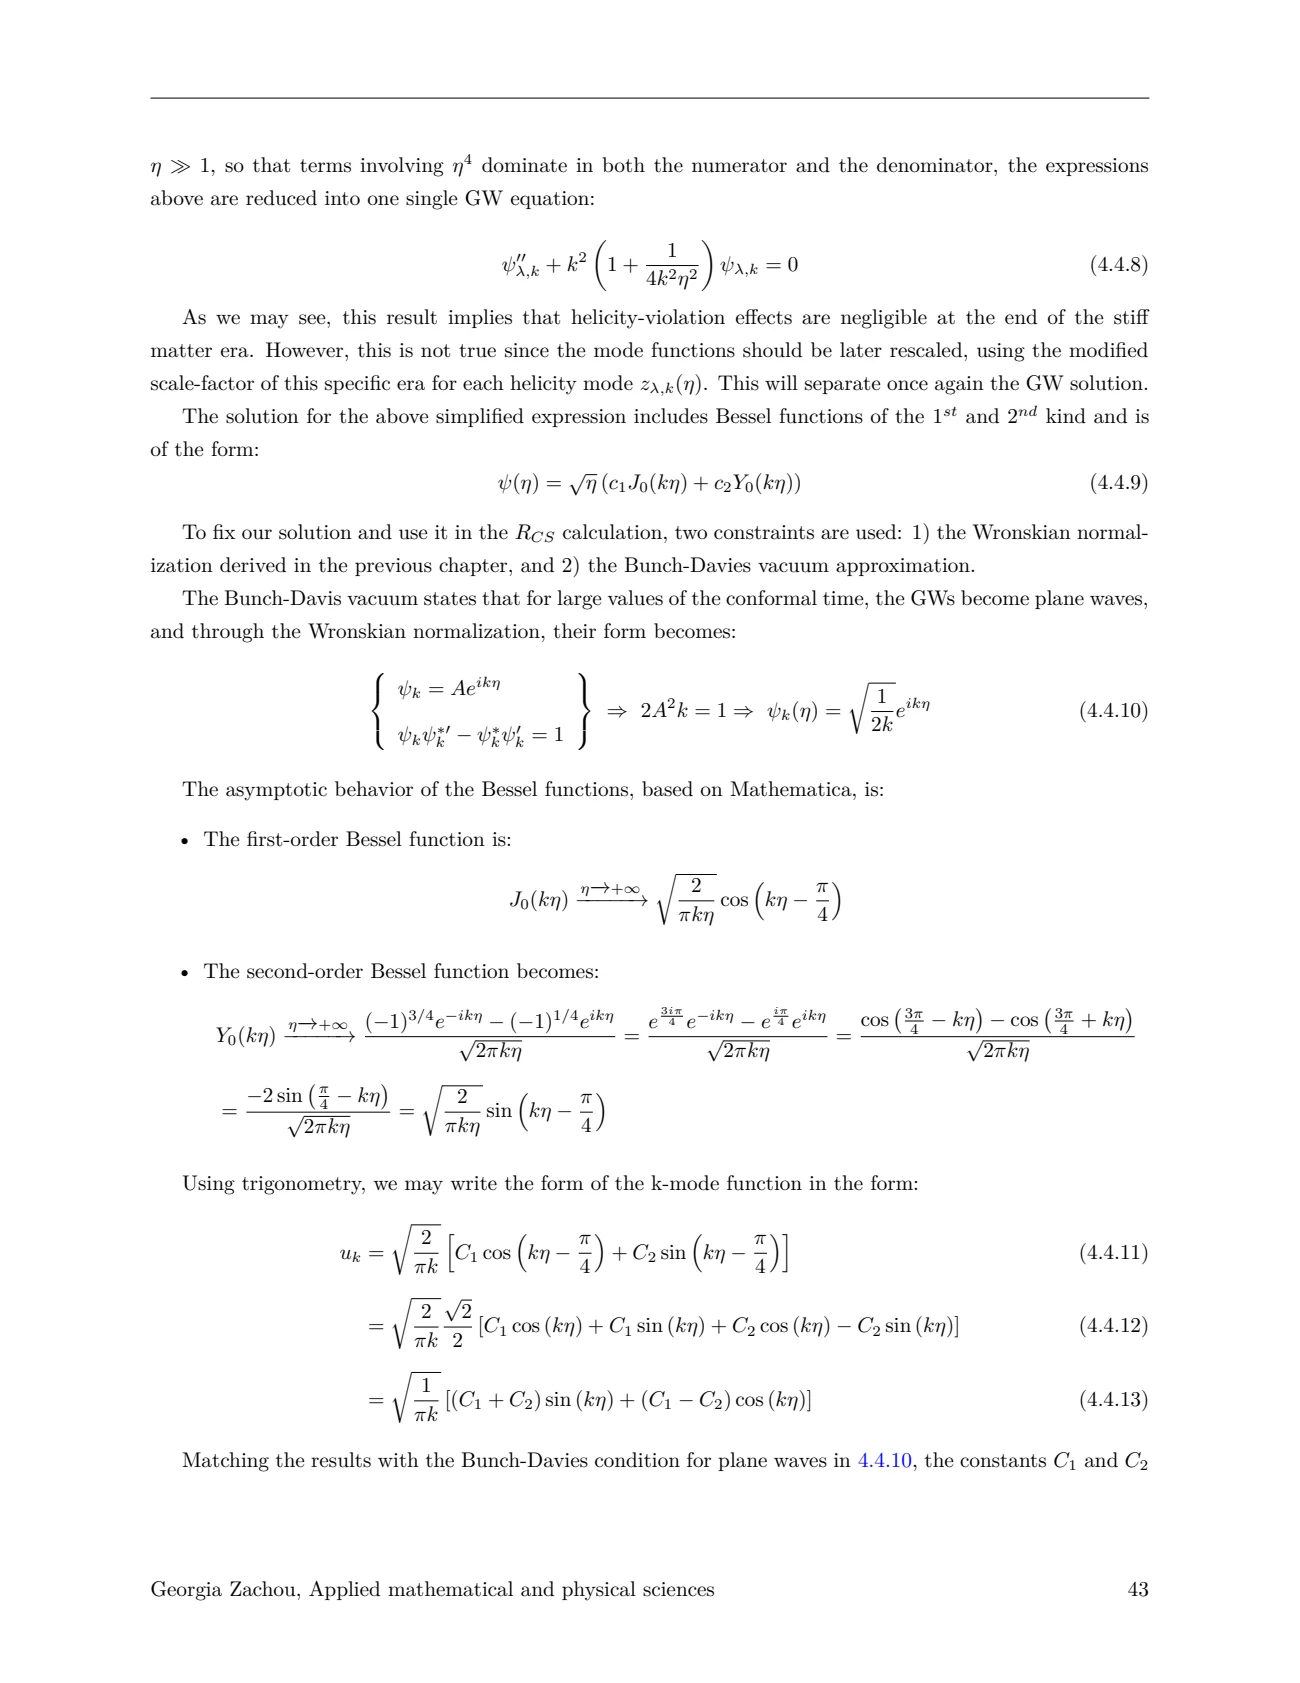 η ≫ 1, so that terms involving η⁴ dominate in both the numerator and the denominator, the expressions
above are reduced into one single GW equation:
ψ''_{λ,k} + k² (1 + 1/(4k²η²)) ψ_{λ,k} = 0 (4.4.8)
As we may see, this result implies that helicity-violation effects are negligible at the end of the stiff
matter era. However, this is not true since the mode functions should be later rescaled, using the modified
scale-factor of this specific era for each helicity mode z_{λ,k}(η). This will separate once again the GW solution.
The solution for the above simplified expression includes Bessel functions of the 1^{st} and 2^{nd} kind and is
of the form:
ψ(η) = √η (c₁J₀(kη) + c₂Y₀(kη)) (4.4.9)
To fix our solution and use it in the R_{CS} calculation, two constraints are used: 1) the Wronskian normal-
ization derived in the previous chapter, and 2) the Bunch-Davies vacuum approximation.
The Bunch-Davis vacuum states that for large values of the conformal time, the GWs become plane waves,
and through the Wronskian normalization, their form becomes:
{ ψ_k = Ae^{ikη}
ψ_kψ_k^{*′} − ψ_k^*ψ_k′ = 1 } ⇒ 2A²k = 1 ⇒ ψ_k(η) = √(1/(2k)) e^{ikη} (4.4.10)
The asymptotic behavior of the Bessel functions, based on Mathematica, is:
• The first-order Bessel function is:
J₀(kη) \xrightarrow{η→+∞} √(2/(πkη)) cos (kη − π/4)
• The second-order Bessel function becomes:
Y₀(kη) \xrightarrow{η→+∞} ((−1)^{3/4}e^{−ikη} − (−1)^{1/4}e^{ikη})/√(2πkη) = (e^{3iπ/4}e^{−ikη} − e^{iπ/4}e^{ikη})/√(2πkη) = (cos (3π/4 − kη) − cos (3π/4 + kη))/√(2πkη)
= (−2 sin (π/4 − kη))/√(2πkη) = √(2/(πkη)) sin (kη − π/4)
Using trigonometry, we may write the form of the k-mode function in the form:
u_k = √(2/(πk)) [C₁ cos (kη − π/4) + C₂ sin (kη − π/4)] (4.4.11)
= √(2/(πk)) (√2/2) [C₁ cos (kη) + C₁ sin (kη) + C₂ cos (kη) − C₂ sin (kη)] (4.4.12)
= √(1/(πk)) [(C₁ + C₂) sin (kη) + (C₁ − C₂) cos (kη)] (4.4.13)
Matching the results with the Bunch-Davies condition for plane waves in 4.4.10, the constants C₁ and C₂
Georgia Zachou, Applied mathematical and physical sciences 43